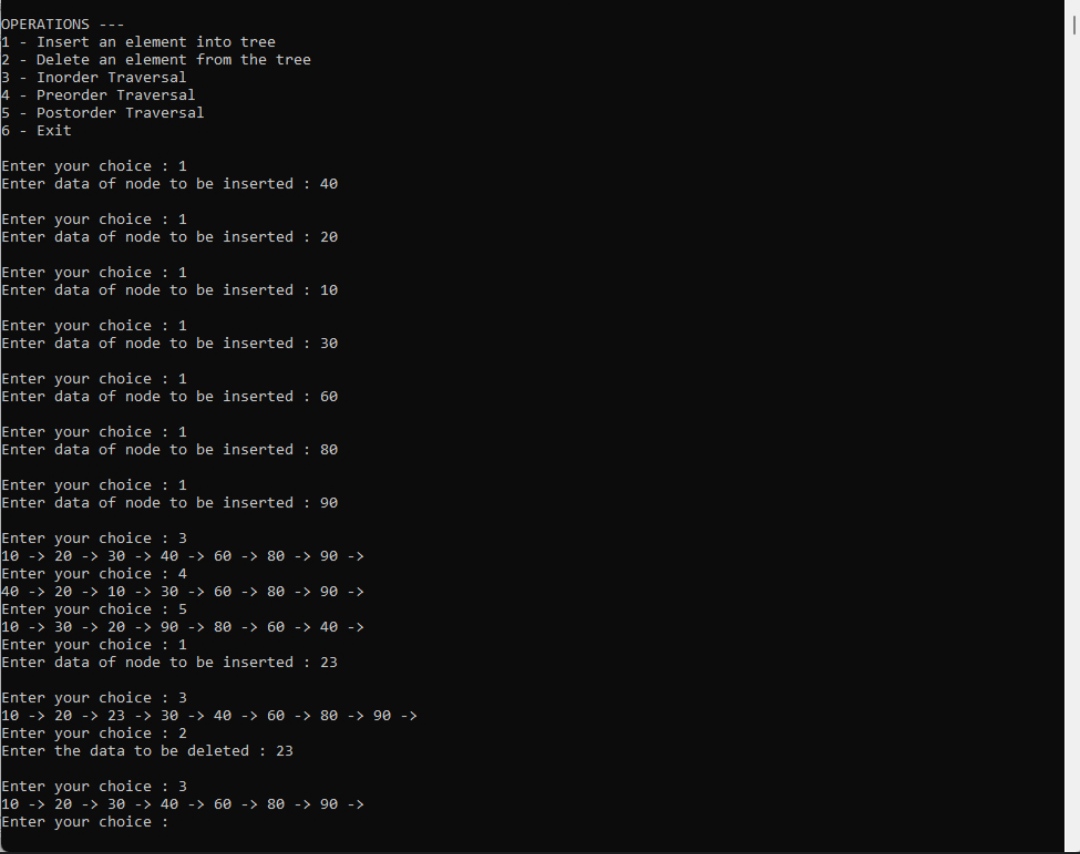 OPERATIONS ---
1 - Insert an element into tree
2 - Delete an element from the tree
3 - Inorder Traversal
4 - Preorder Traversal
5 - Postorder Traversal
6 - Exit
Enter your choice : 1
Enter data of node to be inserted : 40
Enter your choice : 1
Enter data of node to be inserted : 20
Enter your choice : 1
Enter data of node to be inserted : 10
Enter your choice : 1
Enter data of node to be inserted : 30
Enter your choice : 1
Enter data of node to be inserted : 60
Enter your choice : 1
Enter data of node to be inserted : 80
Enter your choice : 1
Enter data of node to be inserted : 90
Enter your choice : 3
10 -> 20 -> 30 -> 40 -> 60 -> 80 -> 90 ->
Enter your choice : 4
40 -> 20 -> 10 -> 30 -> 60 -> 80 -> 90 ->
Enter your choice : 5
10 -> 30 -> 20 -> 90 -> 80 -> 60 -> 40 ->
Enter your choice : 1
Enter data of node to be inserted : 23
Enter your choice : 3
10 -> 20 -> 23 -> 30 -> 40 -> 60 -> 80 -> 90 ->
Enter your choice : 2
Enter the data to be deleted : 23
Enter your choice : 3
10 -> 20 -> 30 -> 40 -> 60 -> 80 -> 90 ->
Enter your choice :